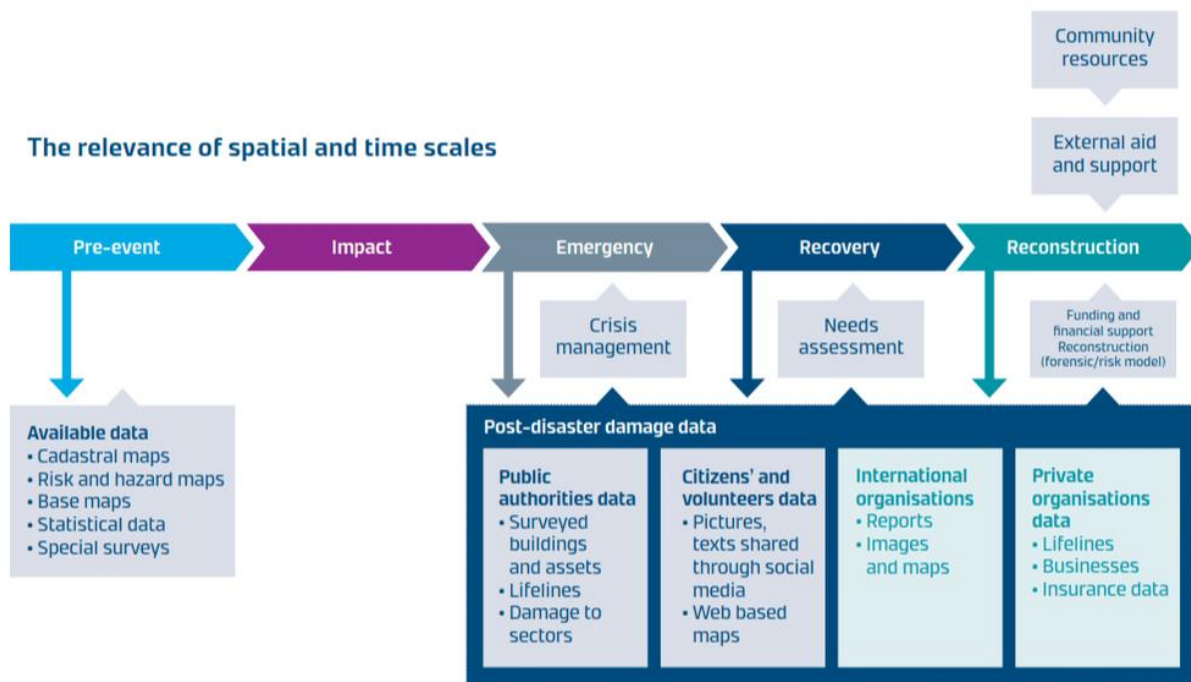 Community
resources
The relevance of spatial and time scales
External aid
and support
Pre-event
Impact
Emergency
Recovery
Reconstruction
Crisis
management
Needs
assessment
Funding and
financial support
Reconstruction
(forensic/risk model)
Available data
• Cadastral maps
• Risk and hazard maps
• Base maps
• Statistical data
• Special surveys
Post-disaster damage data
Public
authorities data
• Surveyed
buildings
and assets
• Lifelines
• Damage to
sectors
Citizens’ and
volunteers data
• Pictures,
texts shared
through social
media
• Web based
maps
International
organisations
• Reports
• Images
and maps
Private
organisations
data
• Lifelines
• Businesses
• Insurance data